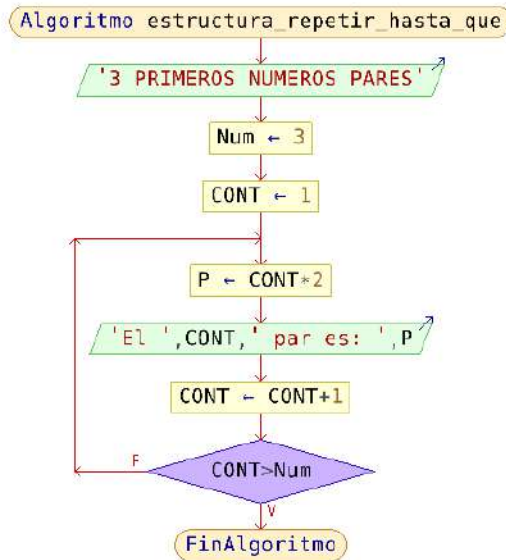 Algoritmo estructura_repetir_hasta_que
'3 PRIMEROS NUMEROS PARES'
Num ← 3
CONT ← 1
P ← CONT*2
'El ',CONT,' par es: ',P
CONT ← CONT+1
F
CONT>Num
V
FinAlgoritmo